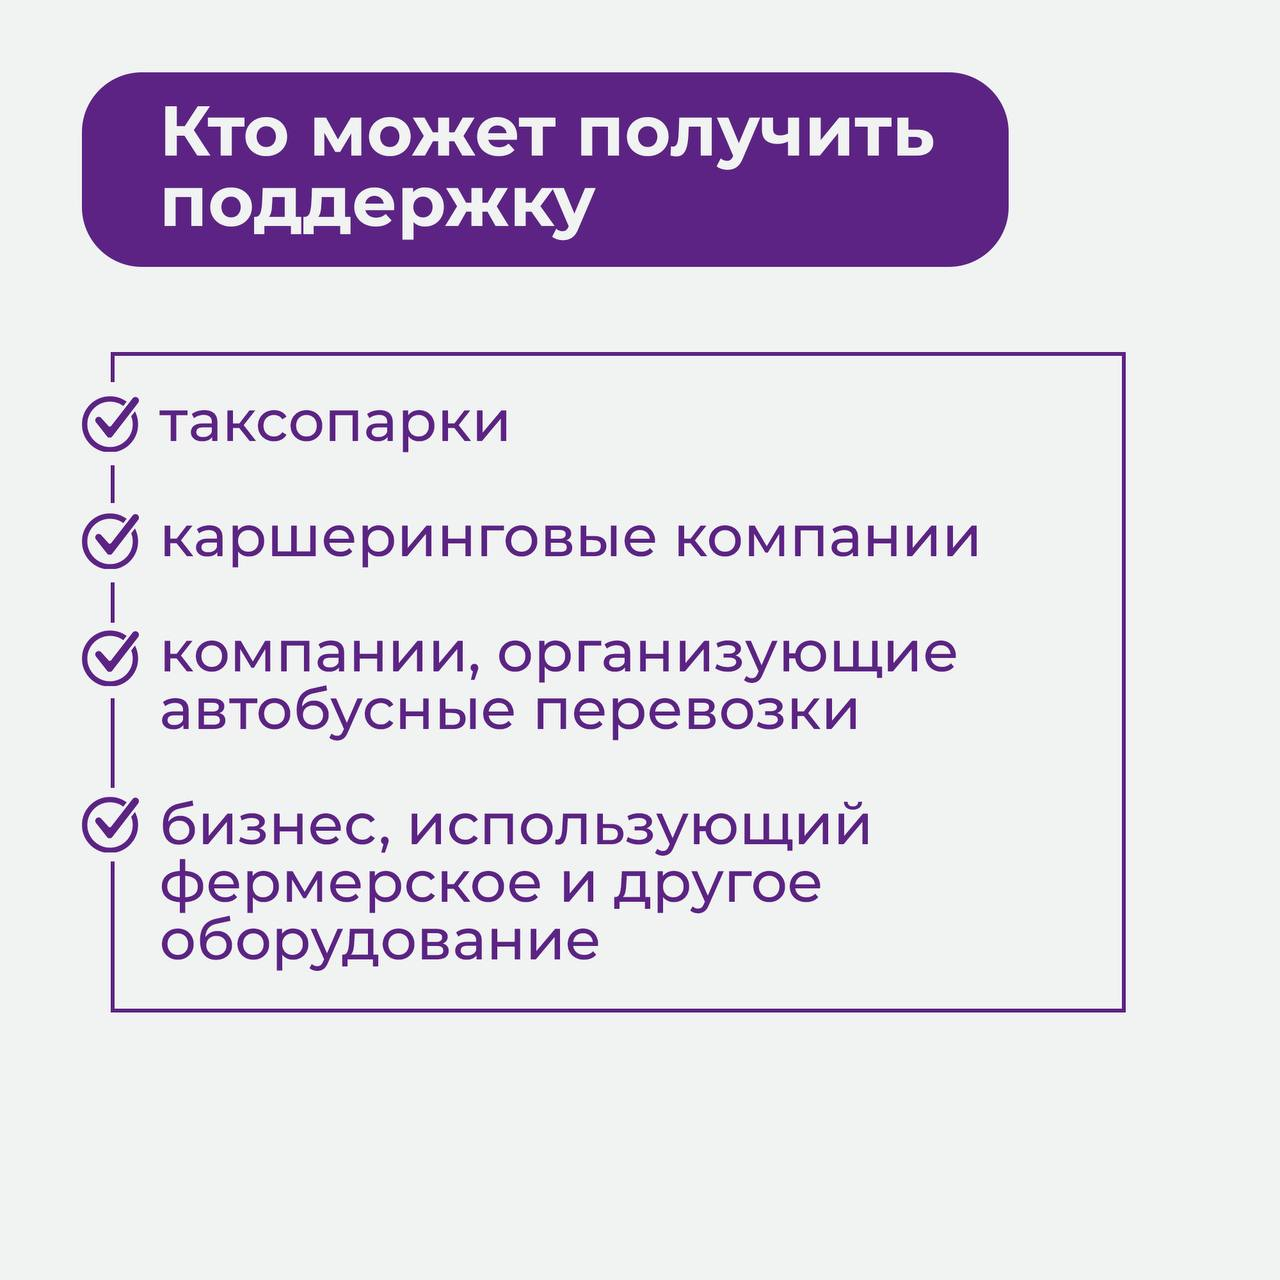 Кто может получить
поддержку
таксопарки
каршеринговые компании
компании, организующие
автобусные перевозки
бизнес, использующий
фермерское и другое
оборудование